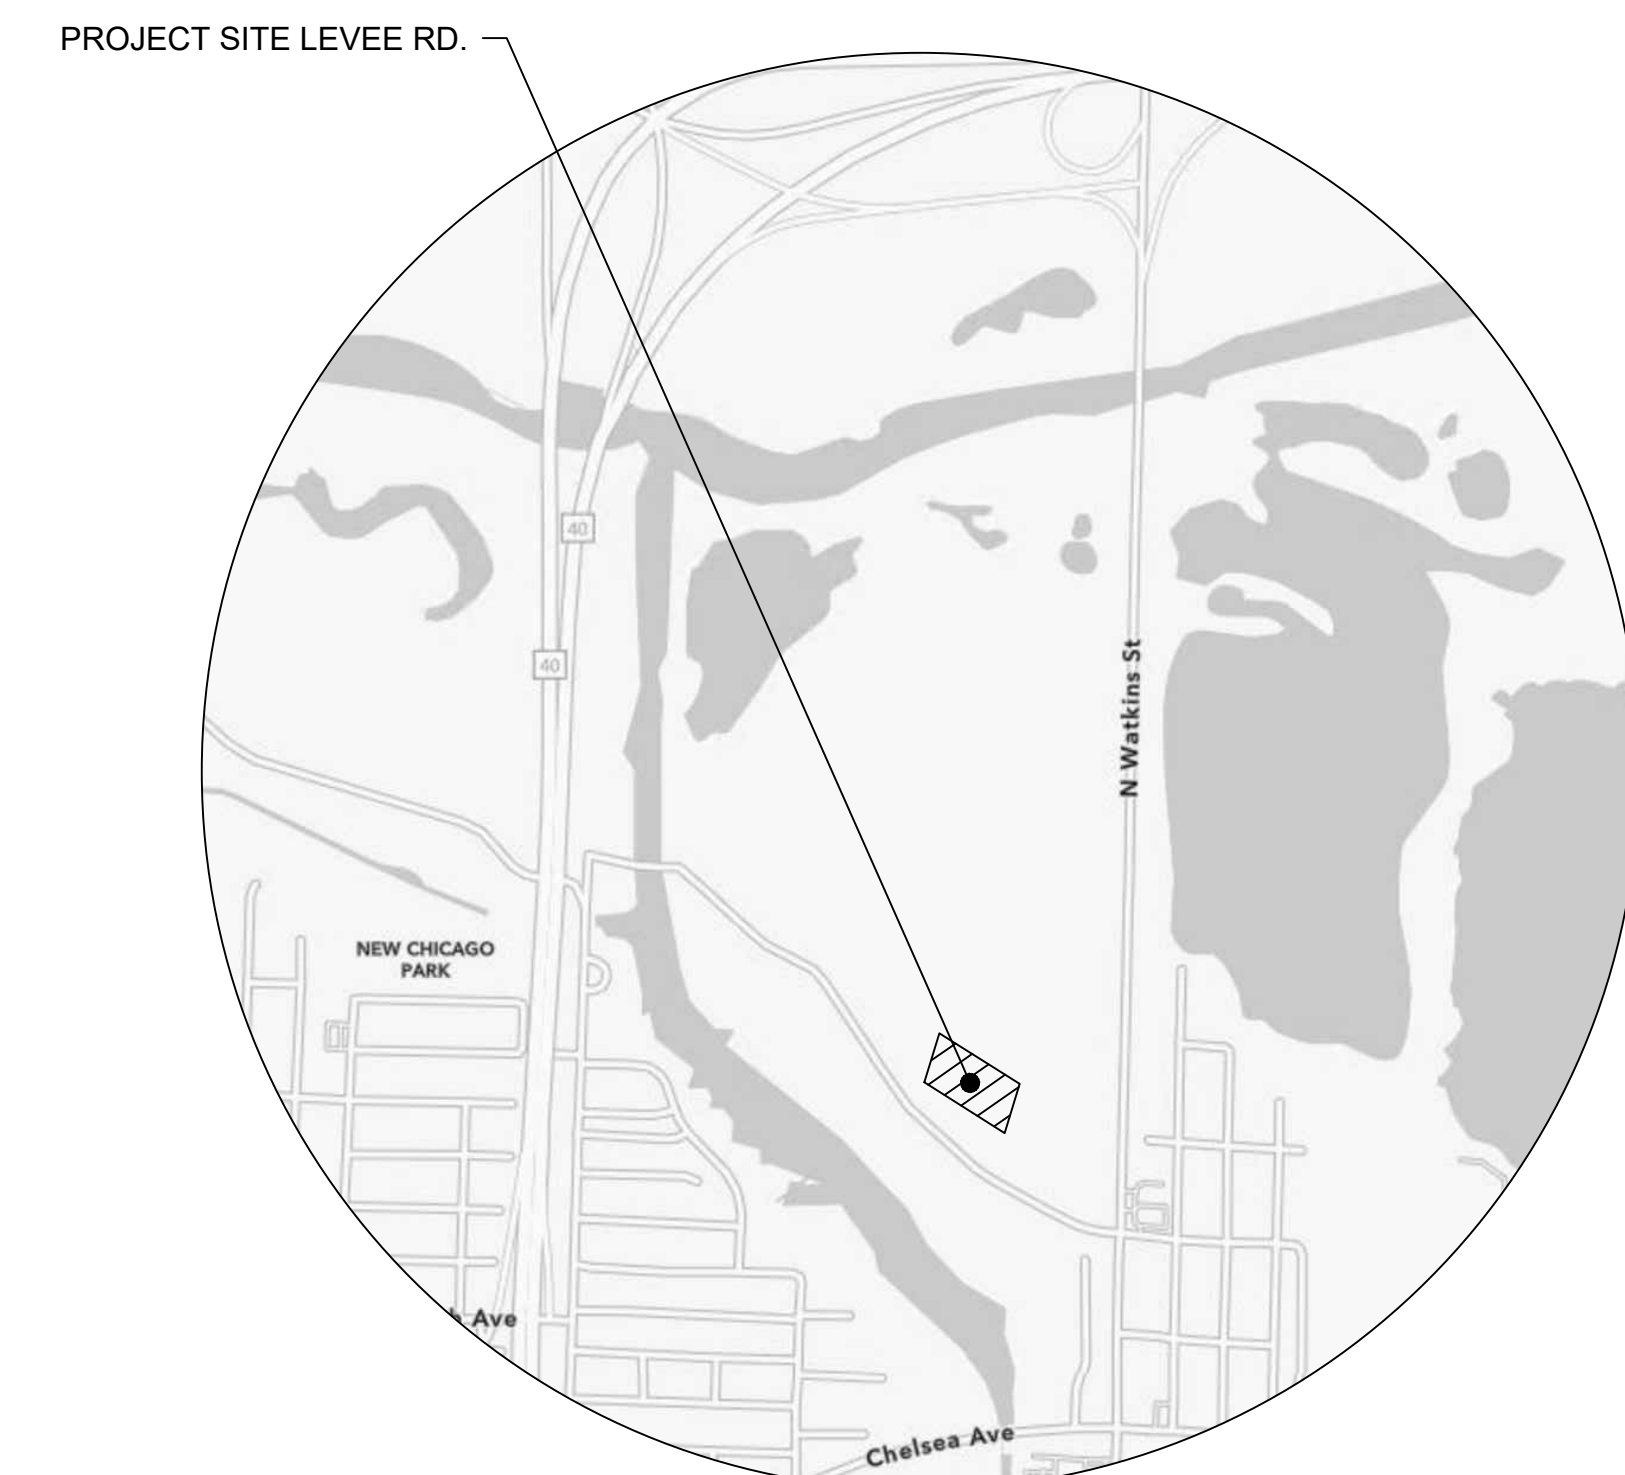 PROJECT SITE LEVEE RD.
40
40
N Watkins St
NEW CHICAGO
PARK
Ave
Chelsea Ave